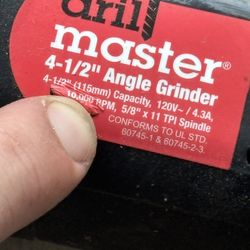 drill
master®
4-1/2" Angle Grinder
4-1/2" (115mm) Capacity, 120V~ / 4.3A,
10,000 RPM, 5/8" x 11 TPI Spindle
CONFORMS TO UL STD.
60745-1 & 60745-2-3.